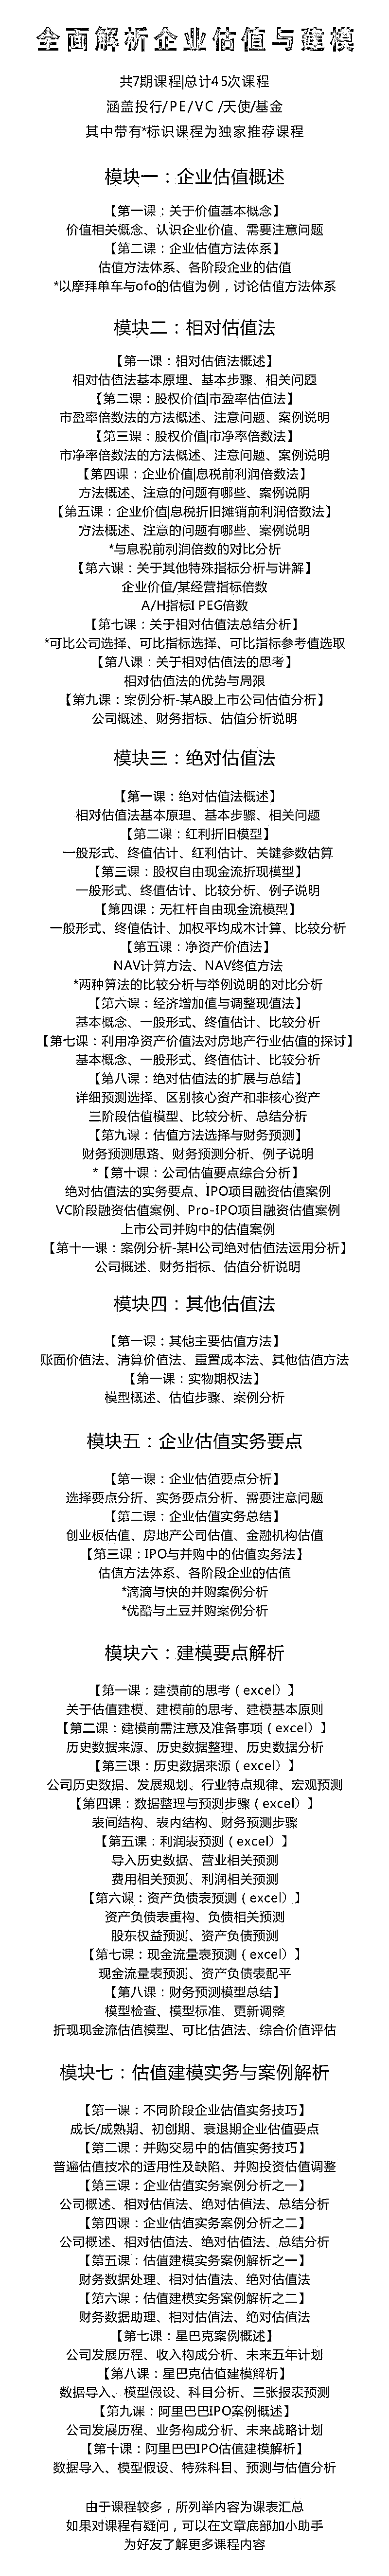 全面解析企业估值与建模
共7期课程|总计45次课程
涵盖投行/PE/VC /天使/基金
其中带有*标识课程为独家推荐课程
模块一：企业估值概述
【第一课：关于价值基本概念】
价值相关概念、认识企业价值、需要注意问题
【第二课：企业估值方法体系】
估值方法体系、各阶段企业的估值
*以摩拜单车与ofo的估值为例，讨论估值方法体系
模块二：相对估值法
【第一课：相对估值法概述】
相对估值法基本原理、基本步骤、相关问题
【第二课：股权价值|市盈率估值法】
市盈率倍数法的方法概述、注意问题、案例说明
【第三课：股权价值|市净率倍数法】
市净率倍数法的方法概述、注意问题、案例说明
【第四课：企业价值|息税前利润倍数法】
方法概述、注意的问题有哪些、案例说明
【第五课：企业价值|息税折旧摊销前利润倍数法】
方法概述、注意的问题有哪些、案例说明
*与息税前利润倍数的对比分析
【第六课：关于其他特殊指标分析与讲解】
企业价值/某经营指标倍数
A/H指标I PEG倍数
【第七课：关于相对估值法总结分析】
*可比公司选择、可比指标选择、可比指标参考值选取
【第八课：关于相对估值法的思考】
相对估值法的优势与局限
【第九课：案例分析-某A股上市公司估值分析】
公司概述、财务指标、估值分析说明
模块三：绝对估值法
【第一课：绝对估值法概述】
相对估值法基本原理、基本步骤、相关问题
【第二课：红利折旧模型】
一般形式、终值估计、红利估计、关键参数估算
【第三课：股权自由现金流折现模型】
一般形式、终值估计、比较分析、例子说明
【第四课：无杠杆自由现金流模型】
一般形式、终值估计、加权平均成本计算、比较分析
【第五课：净资产价值法】
NAV计算方法、NAV终值方法
*两种算法的比较分析与举例说明的对比分析
【第六课：经济增加值与调整现值法】
基本概念、一般形式、终值估计、比较分析
【第七课：利用净资产价值法对房地产行业估值的探讨】
基本概念、一般形式、终值估计、比较分析
【第八课：绝对估值法的扩展与总结】
详细预测选择、区别核心资产和非核心资产
三阶段估值模型、比较分析、总结分析
【第九课：估值方法选择与财务预测】
财务预测思路、财务预测分析、例子说明
*【第十课：公司估值要点综合分析】
绝对估值法的实务要点、IPO项目融资估值案例
VC阶段融资估值案例、Pro-IPO项目融资估值案例
上市公司并购中的估值案例
【第十一课：案例分析-某H公司绝对估值法运用分析】
公司概述、财务指标、估值分析说明
模块四：其他估值法
【第一课：其他主要估值方法】
账面价值法、清算价值法、重置成本法、其他估值方法
【第一课：实物期权法】
模型概述、估值步骤、案例分析
模块五：企业估值实务要点
【第一课：企业估值要点分析】
选择要点分折、实务要点分析、需要注意问题
【第二课：企业估值实务总结】
创业板估值、房地产公司估值、金融机构估值
【第三课：IPO与并购中的估值实务法】
估值方法体系、各阶段企业的估值
*滴滴与快的并购案例分析
*优酷与土豆并购案例分析
模块六：建模要点解析
【第一课：建模前的思考（excel）】
关于估值建模、建模前的思考、建模基本原则
【第二课：建模前需注意及准备事项（excel）】
历史数据来源、历史数据整理、历史数据分析
【第三课：历史数据来源（excel）】
公司历史数据、发展规划、行业特点规律、宏观预测
【第四课：数据整理与预测步骤（excel）】
表间结构、表内结构、财务预测步骤
【第五课：利润表预测（excel）】
导入历史数据、营业相关预测
费用相关预测、利润相关预测
【第六课：资产负债表预测（excel）】
资产负债表重构、负债相关预测
股东权益预测、资产负债预测
【第七课：现金流量表预测（excel）】
现金流量表预测、资产负债表配平
【第八课：财务预测模型总结】
模型检查、模型标准、更新调整
折现现金流估值模型、可比估值法、综合价值评估
模块七：估值建模实务与案例解析
【第一课：不同阶段企业估值实务技巧】
成长/成熟期、初创期、衰退期企业估值要点
【第二课：并购交易中的估值实务技巧】
普遍估值技术的适用性及缺陷、并购投资估值调整
【第三课：企业估值实务案例分析之一】
公司概述、相对估值法、绝对估值法、总结分析
【第四课：企业估值实务案例分析之二】
公司概述、相对估值法、绝对估值法、总结分析
【第五课：估值建模实务案例解析之一】
财务数据处理、相对估值法、绝对估值法
【第六课：估值建模实务案例解析之二】
财务数据助理、相对估值法、绝对估值法
【第七课：星巴克案例概述】
公司发展历程、收入构成分析、未来五年计划
【第八课：星巴克估值建模解析】
数据导入、模型假设、科目分析、三张报表预测
【第九课：阿里巴巴IPO案例概述】
公司发展历程、业务构成分析、未来战略计划
【第十课：阿里巴巴IPO估值建模解析】
数据导入、模型假设、特殊科目、预测与估值分析
由于课程较多，所列举内容为课表汇总
如果对课程有疑问，可以在文章底部加小助手
为好友了解更多课程内容